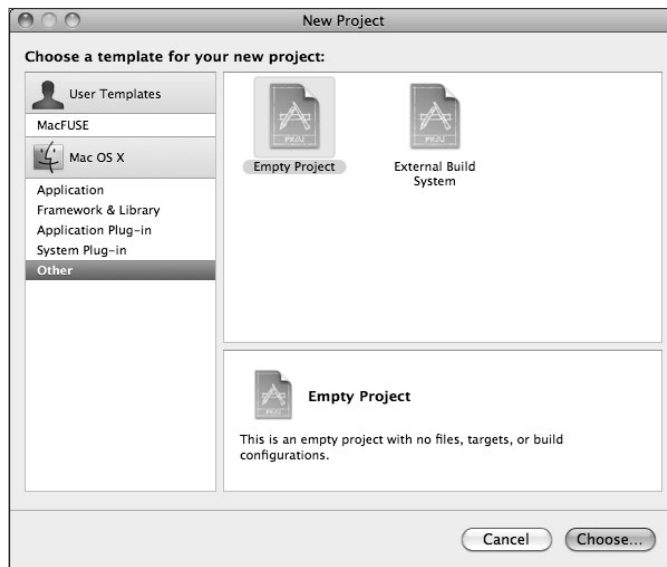 New Project
Choose a template for your new project:
User Templates
MacFUSE
Mac OS X
Application
Framework & Library
Application Plug-in
System Plug-in
Other
Empty Project
External Build
System
Empty Project
This is an empty project with no files, targets, or build
configurations.
Cancel
Choose...